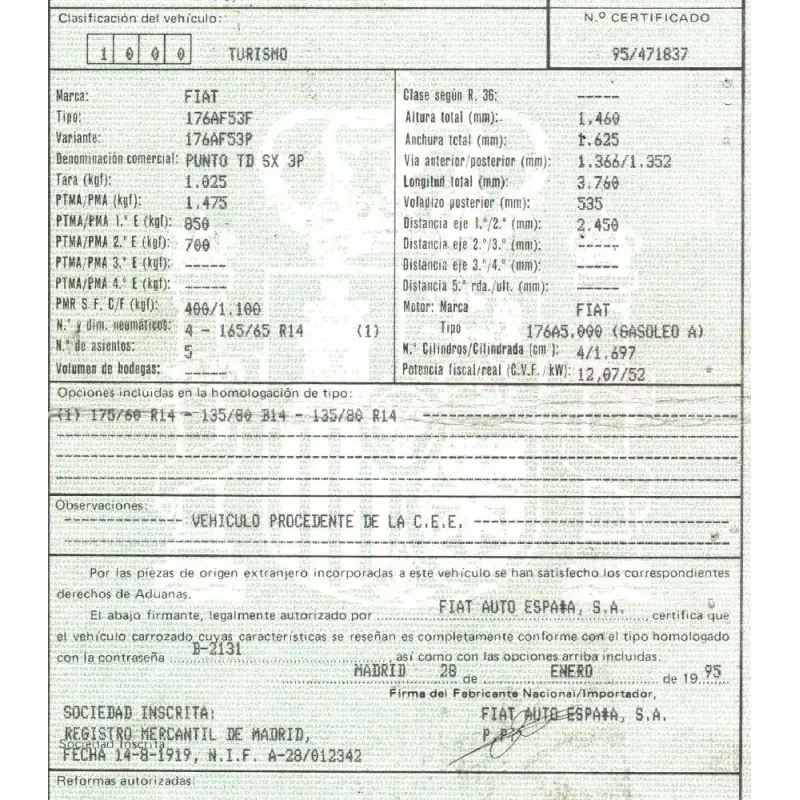 Clasificación del vehículo:
N.º CERTIFICADO
1 0 0 0 TURISMO
95/471837
Marca: FIAT
Tipo: 176AF53F
Variante: 176AF53P
Denominación comercial: PUNTO TD SX 3P
Tara (kgf): 1.025
PTMA/PMA (kgf): 1.475
PTMA/PMA 1.º E (kgf): 850
PTMA/PMA 2.º E (kgf): 700
PTMA/PMA 3.º E (kgf): -----
PTMA/PMA 4.º E (kgf): -----
PMR S F, C/F (kgf): 400/1.100
N.º y dim. neumáticos: 4 - 165/65 R14 (1)
N.º de asientos: 5
Volumen de bodegas: -----
Clase según R. 36: -----
Altura total (mm): 1,460
Anchura total (mm): 1.625
Via anterior/posterior (mm): 1.366/1.352
Longitud total (mm): 3.760
Voladizo posterior (mm): 535
Distancia eje 1.º/2.º (mm): 2.450
Distancia eje 2.º/3.º (mm): -----
Distancia eje 3.º/4.º (mm): -----
Distancia 5.º rda./ult. (mm): -----
Motor: Marca FIAT
Tipo 176A5.000 (GASOLEO A)
N.º Cilindros/Cilindrada (cm ): 4/1.697
Potencia fiscal/real (C.V.F./kW): 12,07/52
Opciones incluidas en la homologación de tipo:
(1) 175/60 R14 - 135/80 B14 - 135/80 R14
Observaciones:
VEHICULO PROCEDENTE DE LA C.E.E.
Por las piezas de origen extranjero incorporadas a este vehículo se han satisfecho los correspondientes
derechos de Aduanas.
El abajo firmante, legalmente autorizado por FIAT AUTO ESPA#A, S.A., certifica que
el vehículo carrozado cuyas características se reseñan es completamente conforme con el tipo homologado
con la contraseña B-2131 así como con las opciones arriba incluidas,
MADRID 28 de ENERO de 19 95
Firma del Fabricante Nacional/Importador,
SOCIEDAD INSCRITA: FIAT AUTO ESPA#A, S.A.
REGISTRO MERCANTIL DE MADRID, P.P.
Sociedad Inscrita
FECHA 14-8-1919, N.I.F. A-28/012342
Reformas autorizadas: